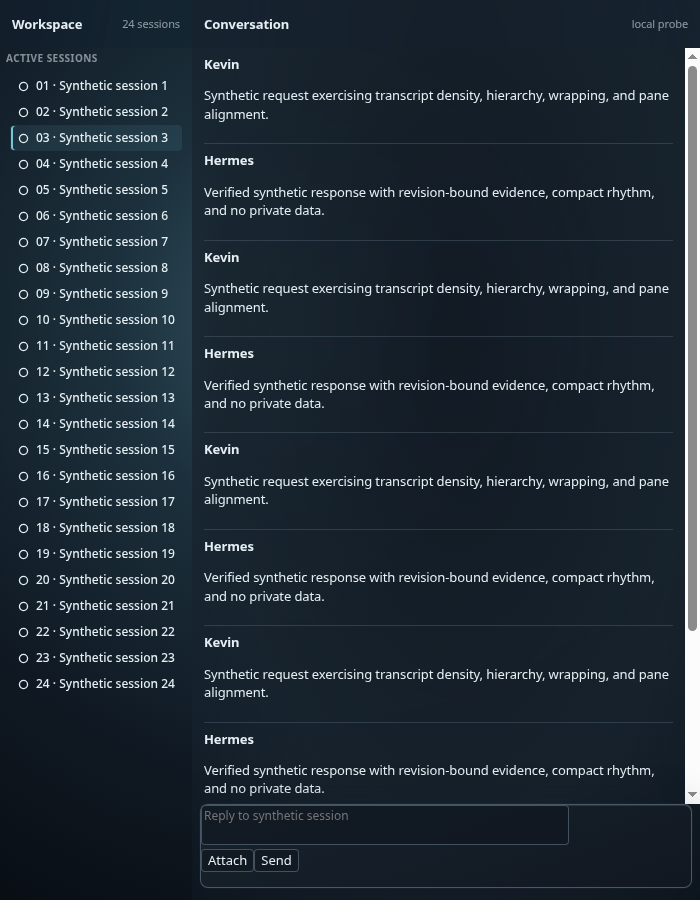 Workspace
24 sessions
ACTIVE SESSIONS
01 · Synthetic session 1
02 · Synthetic session 2
03 · Synthetic session 3
04 · Synthetic session 4
05 · Synthetic session 5
06 · Synthetic session 6
07 · Synthetic session 7
08 · Synthetic session 8
09 · Synthetic session 9
10 · Synthetic session 10
11 · Synthetic session 11
12 · Synthetic session 12
13 · Synthetic session 13
14 · Synthetic session 14
15 · Synthetic session 15
16 · Synthetic session 16
17 · Synthetic session 17
18 · Synthetic session 18
19 · Synthetic session 19
20 · Synthetic session 20
21 · Synthetic session 21
22 · Synthetic session 22
23 · Synthetic session 23
24 · Synthetic session 24
Conversation
local probe
Kevin
Synthetic request exercising transcript density, hierarchy, wrapping, and pane
alignment.
Hermes
Verified synthetic response with revision-bound evidence, compact rhythm,
and no private data.
Kevin
Synthetic request exercising transcript density, hierarchy, wrapping, and pane
alignment.
Hermes
Verified synthetic response with revision-bound evidence, compact rhythm,
and no private data.
Kevin
Synthetic request exercising transcript density, hierarchy, wrapping, and pane
alignment.
Hermes
Verified synthetic response with revision-bound evidence, compact rhythm,
and no private data.
Kevin
Synthetic request exercising transcript density, hierarchy, wrapping, and pane
alignment.
Hermes
Verified synthetic response with revision-bound evidence, compact rhythm,
and no private data.
Reply to synthetic session
Attach
Send